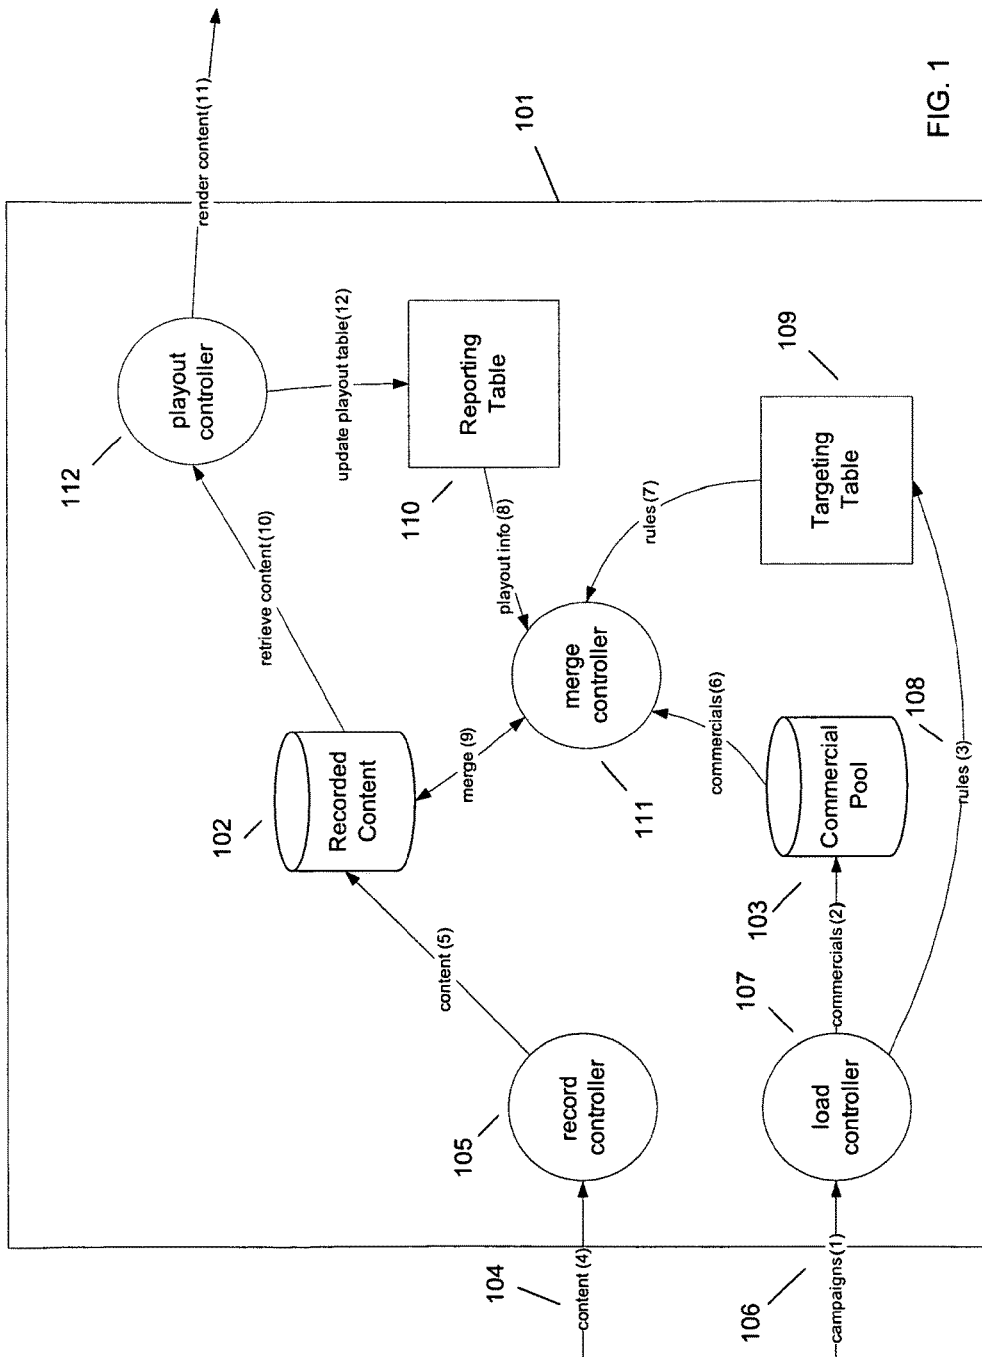 render content(11)
101
FIG. 1
112
playout
controller
update playout table(12)
Reporting
Table
110
109
Targeting
Table
retrieve content(10)
playout info (8)
rules (7)
merge
controller
111
102
Recorded
Content
merge (9)
commercials(6)
Commercial
Pool
103
108
rules (3)
content (5)
commercials (2)
107
105
record
controller
load
controller
104
content (4)
106
campaigns(1)